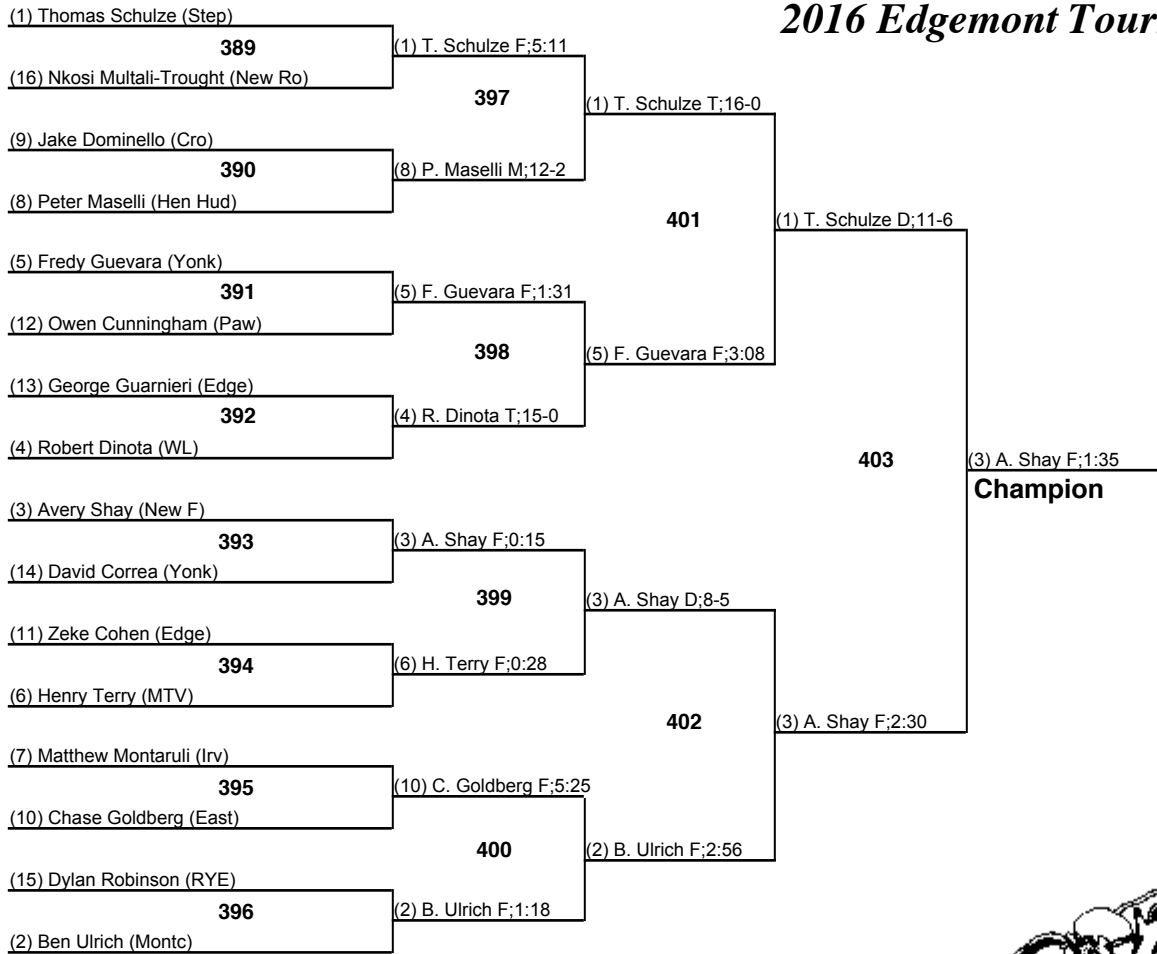 2016 Edgemont Tour
(1) Thomas Schulze (Step)
389
(16) Nkosi Multali-Trought (New Ro)
(9) Jake Dominello (Cro)
390
(8) Peter Maselli (Hen Hud)
(5) Fredy Guevara (Yonk)
391
(12) Owen Cunningham (Paw)
(13) George Guarnieri (Edge)
392
(4) Robert Dinota (WL)
(3) Avery Shay (New F)
393
(14) David Correa (Yonk)
(11) Zeke Cohen (Edge)
394
(6) Henry Terry (MTV)
(7) Matthew Montaruli (Irv)
395
(10) Chase Goldberg (East)
(15) Dylan Robinson (RYE)
396
(2) Ben Ulrich (Montc)
(1) T. Schulze F;5:11
397
(8) P. Maselli M;12-2
(5) F. Guevara F;1:31
398
(4) R. Dinota T;15-0
(3) A. Shay F;0:15
399
(6) H. Terry F;0:28
(10) C. Goldberg F;5:25
400
(2) B. Ulrich F;1:18
(1) T. Schulze T;16-0
401
(5) F. Guevara F;3:08
(3) A. Shay D;8-5
402
(2) B. Ulrich F;2:56
(1) T. Schulze D;11-6
403
(3) A. Shay F;2:30
(3) A. Shay F;1:35
Champion